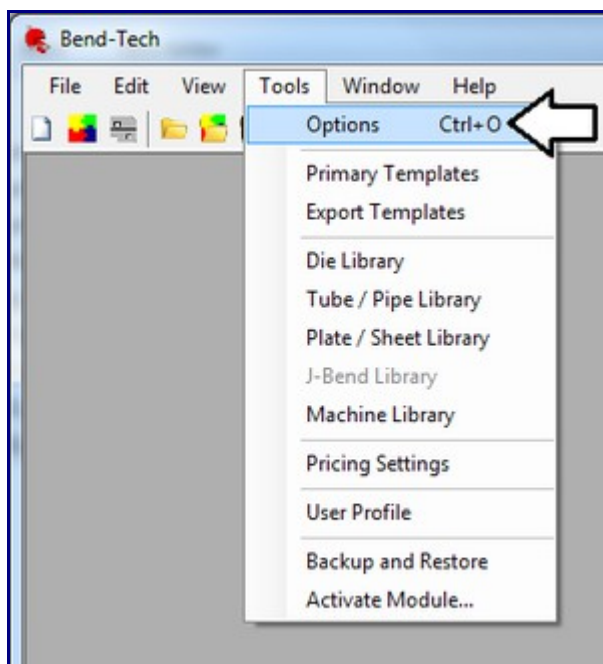 Bend-Tech
File Edit View Tools Window Help
Options Ctrl+O
Primary Templates
Export Templates
Die Library
Tube / Pipe Library
Plate / Sheet Library
J-Bend Library
Machine Library
Pricing Settings
User Profile
Backup and Restore
Activate Module...